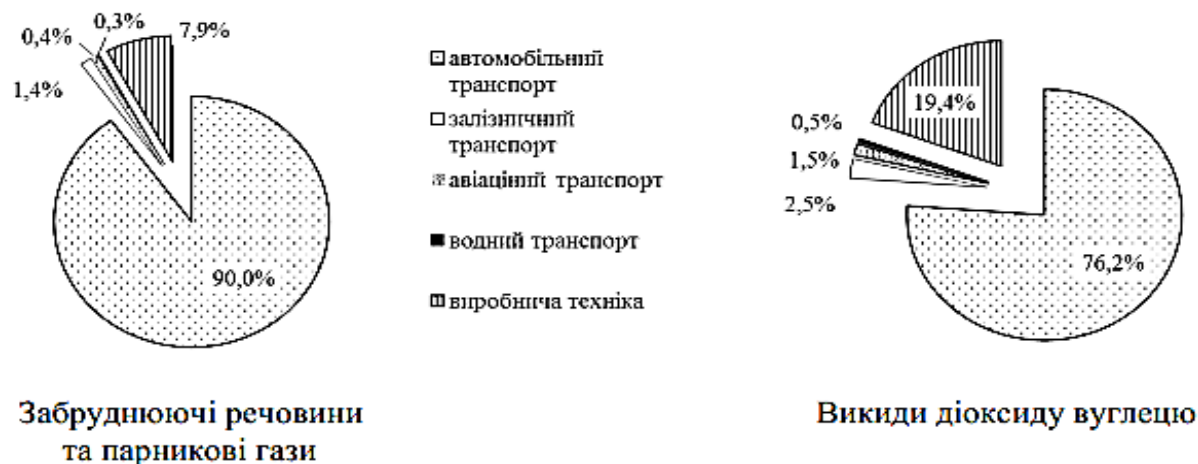 0,4%
0,3%
7,9%
1,4%
90,0%
автомобільний
транспорт
залізничний
транспорт
авіаціний транспорт
водний транспорт
виробнича техніка
19,4%
0,5%
1,5%
2,5%
76,2%
Забруднюючі речовини
та парникові гази
Викиди діоксиду вуглецю